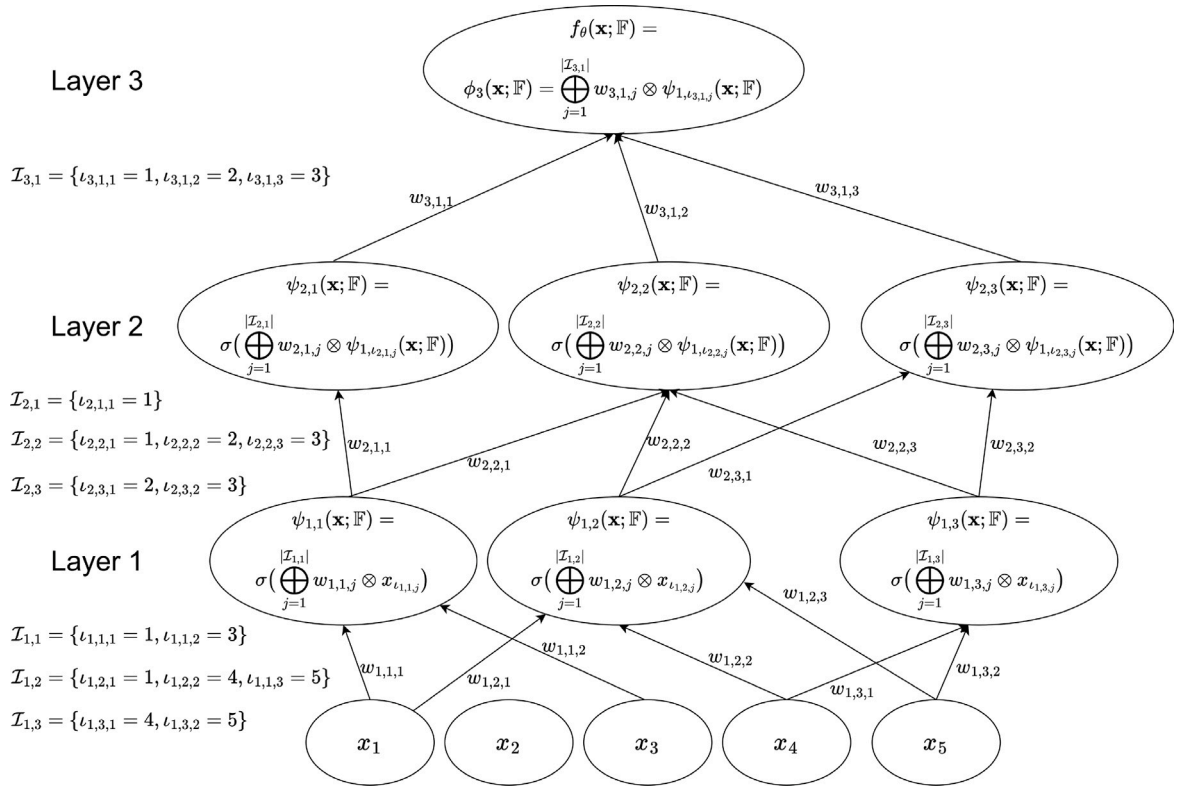 f_θ(𝐱; 𝔽) =
Layer 3
ϕ_3(𝐱; 𝔽) = ⨁_{j=1}^{|ℐ_{3,1}|} w_{3,1,j} ⊗ ψ_{1,ι_{3,1,j}}(𝐱; 𝔽)
ℐ_{3,1} = {ι_{3,1,1} = 1, ι_{3,1,2} = 2, ι_{3,1,3} = 3}
w_{3,1,1}
w_{3,1,2}
w_{3,1,3}
ψ_{2,1}(𝐱; 𝔽) =
σ(⨁_{j=1}^{|ℐ_{2,1}|} w_{2,1,j} ⊗ ψ_{1,ι_{2,1,j}}(𝐱; 𝔽))
ψ_{2,2}(𝐱; 𝔽) =
σ(⨁_{j=1}^{|ℐ_{2,2}|} w_{2,2,j} ⊗ ψ_{1,ι_{2,2,j}}(𝐱; 𝔽))
ψ_{2,3}(𝐱; 𝔽) =
σ(⨁_{j=1}^{|ℐ_{2,3}|} w_{2,3,j} ⊗ ψ_{1,ι_{2,3,j}}(𝐱; 𝔽))
Layer 2
ℐ_{2,1} = {ι_{2,1,1} = 1}
ℐ_{2,2} = {ι_{2,2,1} = 1, ι_{2,2,2} = 2, ι_{2,2,3} = 3}
ℐ_{2,3} = {ι_{2,3,1} = 2, ι_{2,3,2} = 3}
w_{2,1,1}
w_{2,2,1}
w_{2,2,2}
w_{2,3,1}
w_{2,2,3}
w_{2,3,2}
ψ_{1,1}(𝐱; 𝔽) =
σ(⨁_{j=1}^{|ℐ_{1,1}|} w_{1,1,j} ⊗ x_{ι_{1,1,j}})
ψ_{1,2}(𝐱; 𝔽) =
σ(⨁_{j=1}^{|ℐ_{1,2}|} w_{1,2,j} ⊗ x_{ι_{1,2,j}})
ψ_{1,3}(𝐱; 𝔽) =
σ(⨁_{j=1}^{|ℐ_{1,3}|} w_{1,3,j} ⊗ x_{ι_{1,3,j}})
Layer 1
ℐ_{1,1} = {ι_{1,1,1} = 1, ι_{1,1,2} = 3}
ℐ_{1,2} = {ι_{1,2,1} = 1, ι_{1,2,2} = 4, ι_{1,1,3} = 5}
ℐ_{1,3} = {ι_{1,3,1} = 4, ι_{1,3,2} = 5}
w_{1,1,1}
w_{1,2,1}
w_{1,1,2}
w_{1,2,2}
w_{1,2,3}
w_{1,3,1}
w_{1,3,2}
x_1
x_2
x_3
x_4
x_5